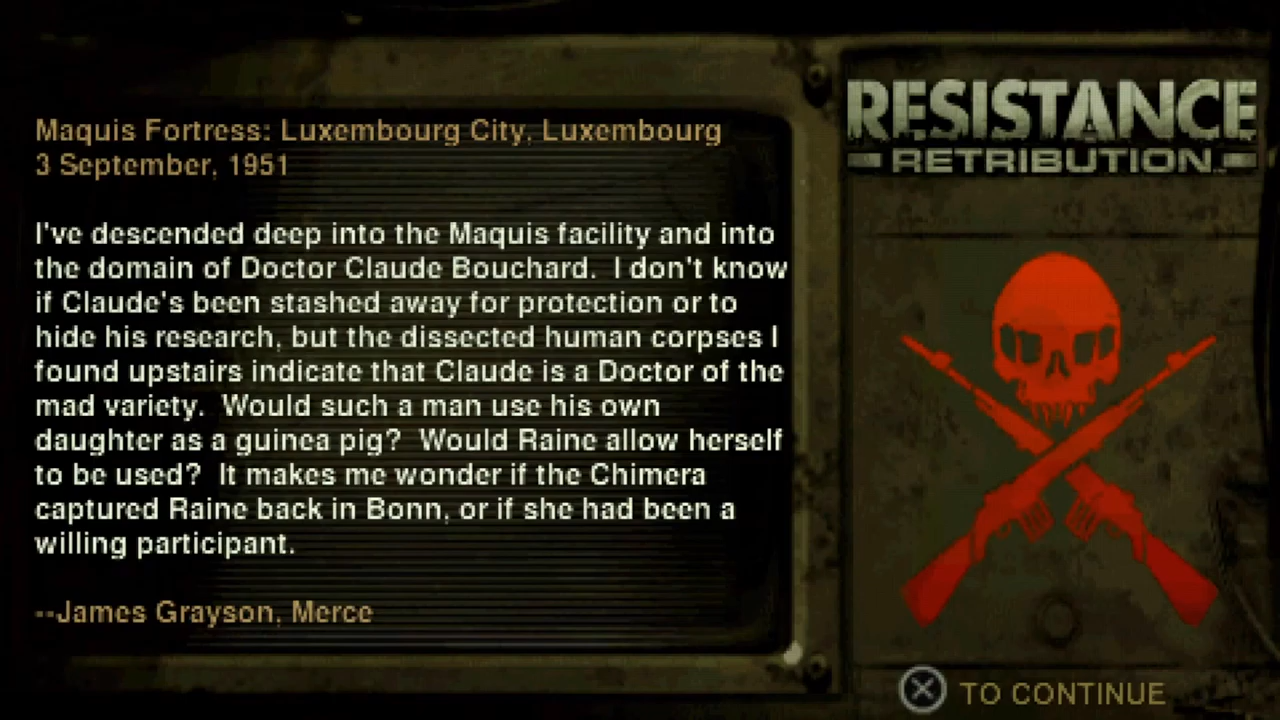 Maquis Fortress: Luxembourg City, Luxembourg
3 September, 1951
I've descended deep into the Maquis facility and into
the domain of Doctor Claude Bouchard.  I don't know
if Claude's been stashed away for protection or to
hide his research, but the dissected human corpses I
found upstairs indicate that Claude is a Doctor of the
mad variety.  Would such a man use his own
daughter as a guinea pig?  Would Raine allow herself
to be used?  It makes me wonder if the Chimera
captured Raine back in Bonn, or if she had been a
willing participant.
--James Grayson, Merce
RESISTANCE
RETRIBUTION
TO CONTINUE